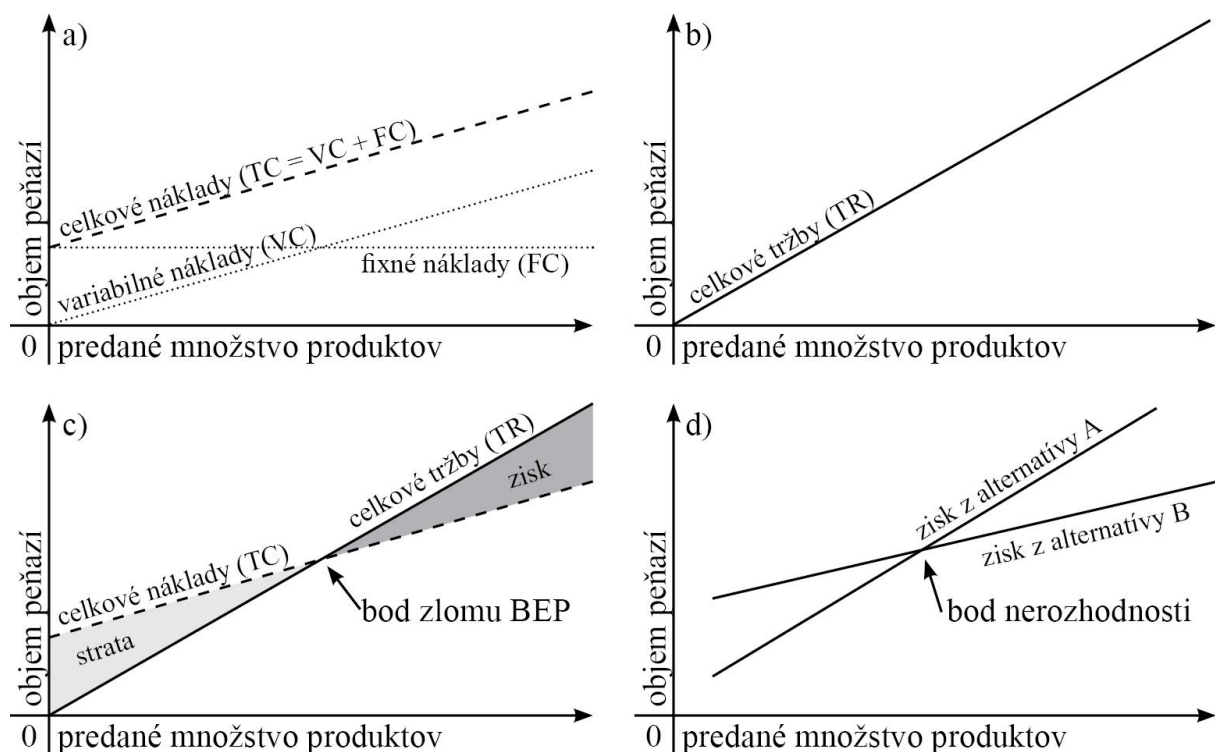 a)
objem peňazí
celkové náklady (TC = VC + FC)
variabilné náklady (VC)
fixné náklady (FC)
0 predané množstvo produktov
b)
objem peňazí
celkové tržby (TR)
0 predané množstvo produktov
c)
objem peňazí
celkové tržby (TR)
zisk
celkové náklady (TC)
strata
bod zlomu BEP
0 predané množstvo produktov
d)
objem peňazí
zisk z alternatívy A
zisk z alternatívy B
bod nerozhodnosti
0 predané množstvo produktov